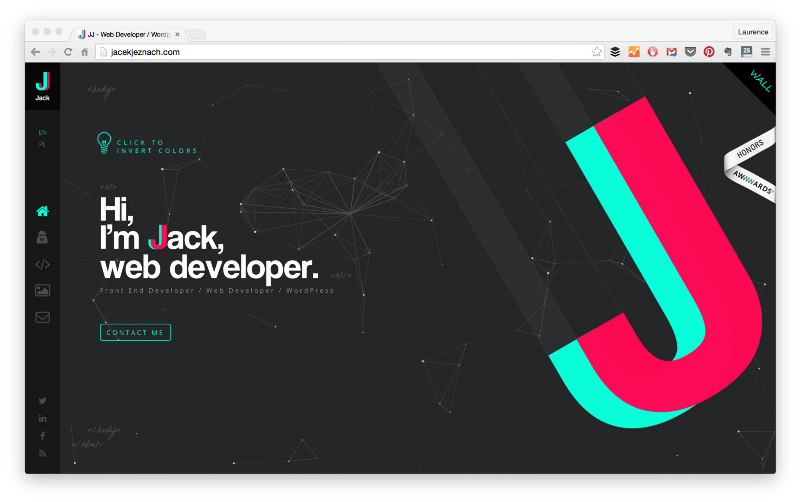 Laurence
JJ - Web Developer / Wordp
jacekjeznach.com
25
Jack
EN
PL
<body>
CLICK TO
INVERT COLORS
<h1>
Hi,
I'm Jack,
web developer.
<h1/>
Front End Developer / Web Developer / WordPress
CONTACT ME
</body>
</html>
WALL
HONORS
AWWWARDS